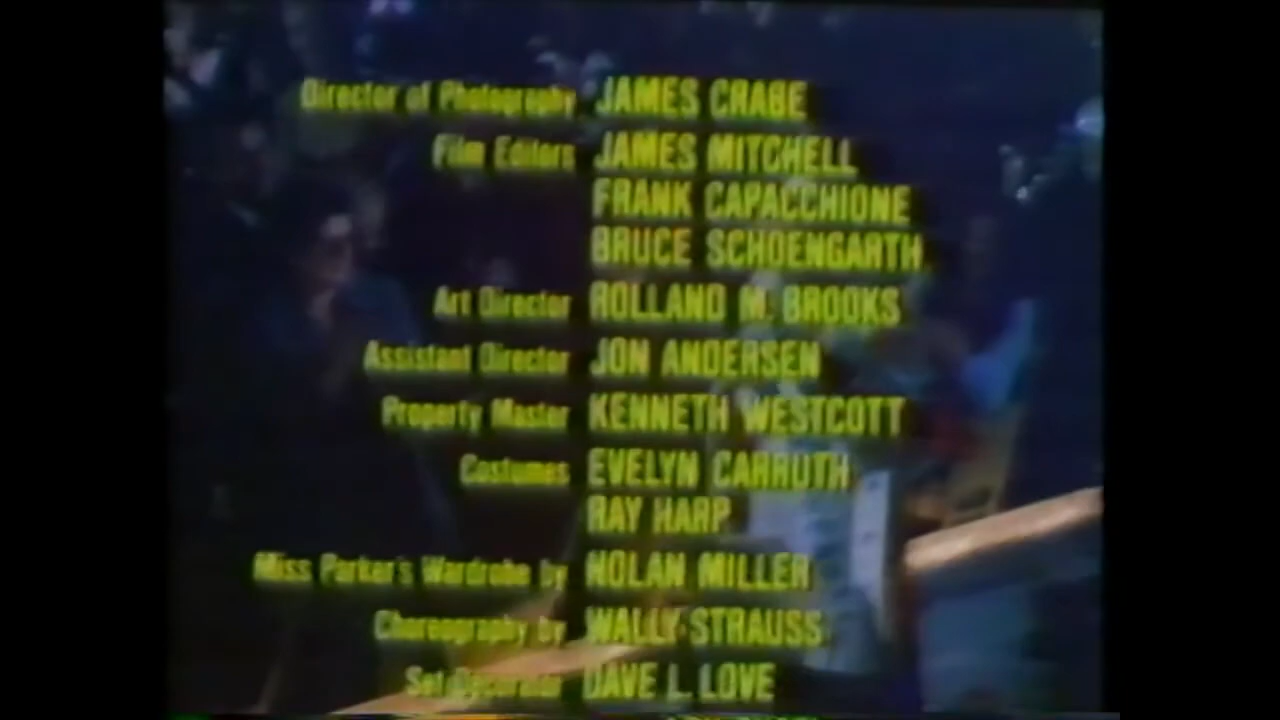 Director of Photography JAMES CRABE
Film Editors JAMES MITCHELL
FRANK CAPACCHIONE
BRUCE SCHOENGARTH
Art Director ROLLAND M. BROOKS
Assistant Director JON ANDERSEN
Property Master KENNETH WESTCOTT
Costumes EVELYN CARRUTH
RAY HARP
Miss Parker's Wardrobe by NOLAN MILLER
Choreography by WALLY STRAUSS
Set Decorator DAVE L. LOVE